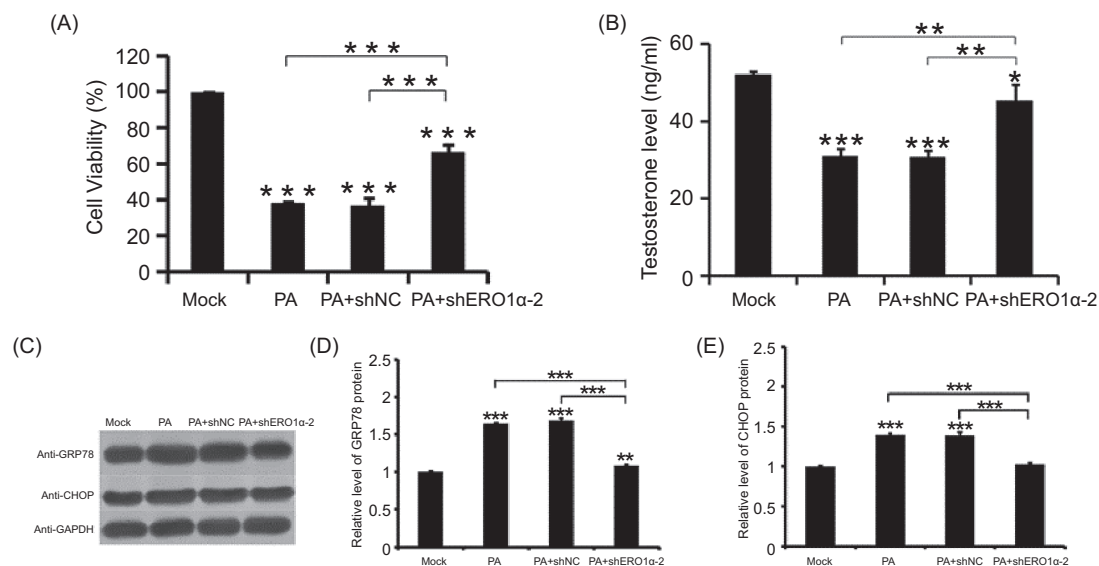 (A)
Cell Viability (%)
120
100
80
60
40
20
0
* * *
* * *
* * *
* * *
* * *
Mock PA PA+shNC PA+shERO1α-2
(B)
Testosterone level (ng/ml)
60
40
20
0
**
**
***
***
*
Mock PA PA+shNC PA+shERO1α-2
(C)
Mock PA PA+shNC PA+shERO1α-2
Anti-GRP78
Anti-CHOP
Anti-GAPDH
(D)
Relative level of GRP78 protein
2.5
2
1.5
1
0.5
0
***
***
***
***
**
Mock PA PA+shNC PA+shERO1α-2
(E)
Relative level of CHOP protein
2.5
2
1.5
1
0.5
0
***
***
***
***
Mock PA PA+shNC PA+shERO1α-2